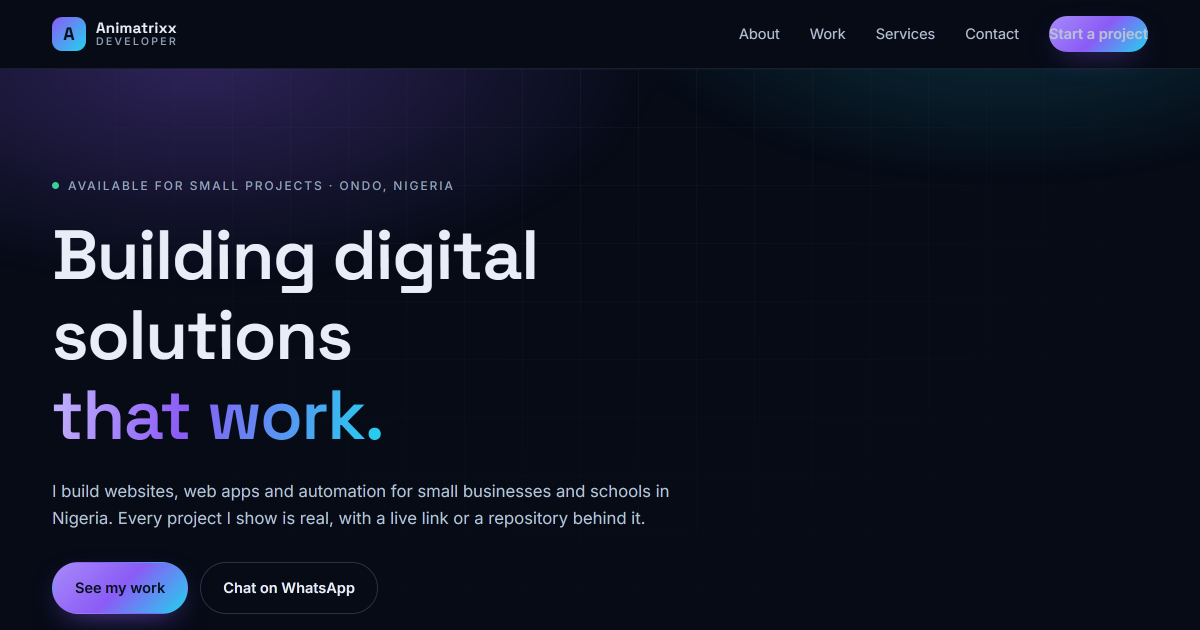 A
Animatrixx
DEVELOPER
About
Work
Services
Contact
Start a project
AVAILABLE FOR SMALL PROJECTS · ONDO, NIGERIA
Building digital
solutions
that work.
I build websites, web apps and automation for small businesses and schools in
Nigeria. Every project I show is real, with a live link or a repository behind it.
See my work
Chat on WhatsApp